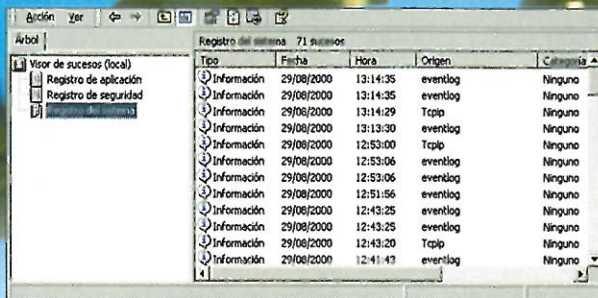 Acción Ver
Árbol
Visor de sucesos (local)
Registro de aplicación
Registro de seguridad
Registro del sistema
Registro del sistema 71 sucesos
Tipo Fecha Hora Origen Categoría
Información 29/08/2000 13:14:35 eventlog Ninguno
Información 29/08/2000 13:14:35 eventlog Ninguno
Información 29/08/2000 13:14:29 Tcpip Ninguno
Información 29/08/2000 13:13:30 eventlog Ninguno
Información 29/08/2000 12:53:00 Tcpip Ninguno
Información 29/08/2000 12:53:06 eventlog Ninguno
Información 29/08/2000 12:53:06 eventlog Ninguno
Información 29/08/2000 12:51:56 eventlog Ninguno
Información 29/08/2000 12:43:25 eventlog Ninguno
Información 29/08/2000 12:43:25 eventlog Ninguno
Información 29/08/2000 12:43:20 Tcpip Ninguno
Información 29/08/2000 12:41:43 eventlog Ninguno